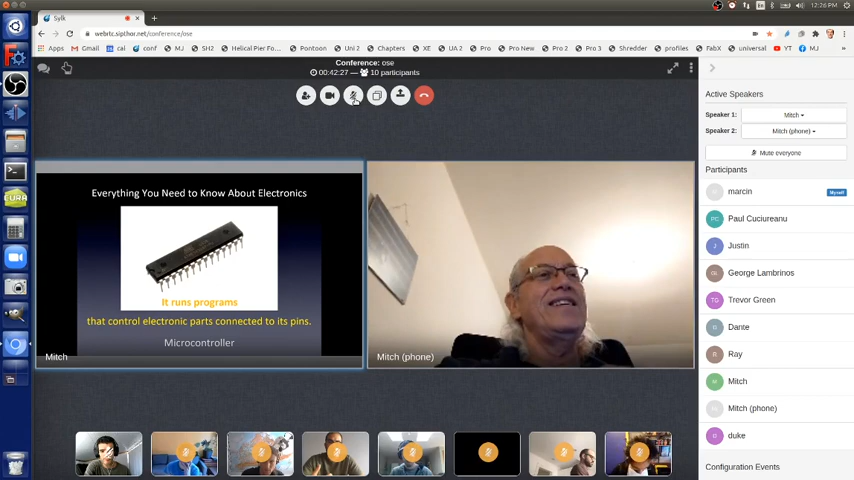 12:26 PM
Sylk
webrtc.sipthor.net/conference/ose
Apps
Gmail
cal
conf
MJ
SH2
Helical Pier Fo...
Pontoon
Uni 2
Chapters
XE
UA 2
Pro
Pro New
Pro 2
Pro 3
Shredder
profiles
FabX
universal
YT
MJ
Conference: ose
00:42:27 — 10 participants
Everything You Need to Know About Electronics
It runs programs
that control electronic parts connected to its pins.
Microcontroller
Mitch
Mitch (phone)
Active Speakers
Speaker 1:
Mitch
Speaker 2:
Mitch (phone)
Mute everyone
Participants
marcin
Myself
PC
Paul Cuciureanu
J
Justin
GL
George Lambrinos
TG
Trevor Green
D
Dante
R
Ray
M
Mitch
Mitch (phone)
D
duke
Configuration Events
CURA